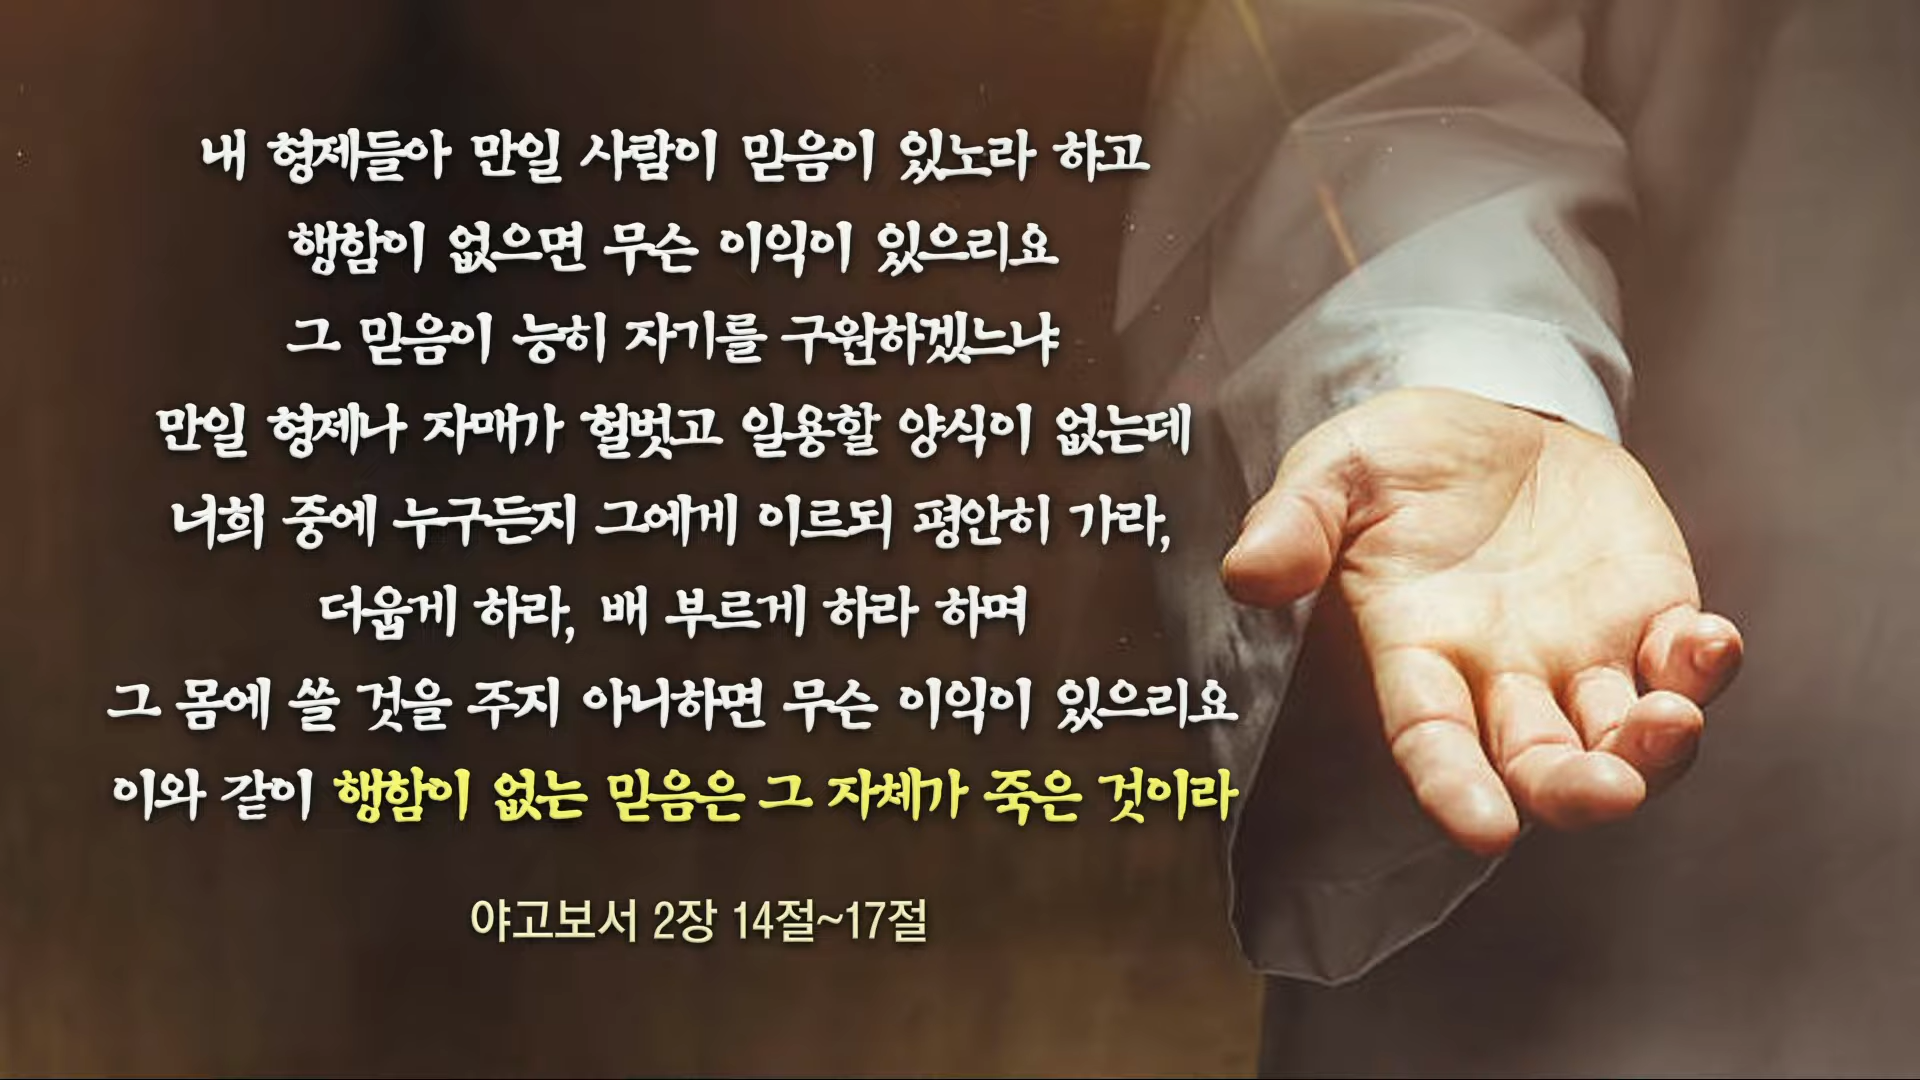 내 형제들아 만일 사람이 믿음이 있노라 하고
행함이 없으면 무슨 이익이 있으리요
그 믿음이 능히 자기를 구원하겠느냐
만일 형제나 자매가 헐벗고 일용할 양식이 없는데
너희 중에 누구든지 그에게 이르되 평안히 가라,
더웁게 하라, 배 부르게 하라 하며
그 몸에 쓸 것을 주지 아니하면 무슨 이익이 있으리요
이와 같이 행함이 없는 믿음은 그 자체가 죽은 것이라
야고보서 2장 14절~17절